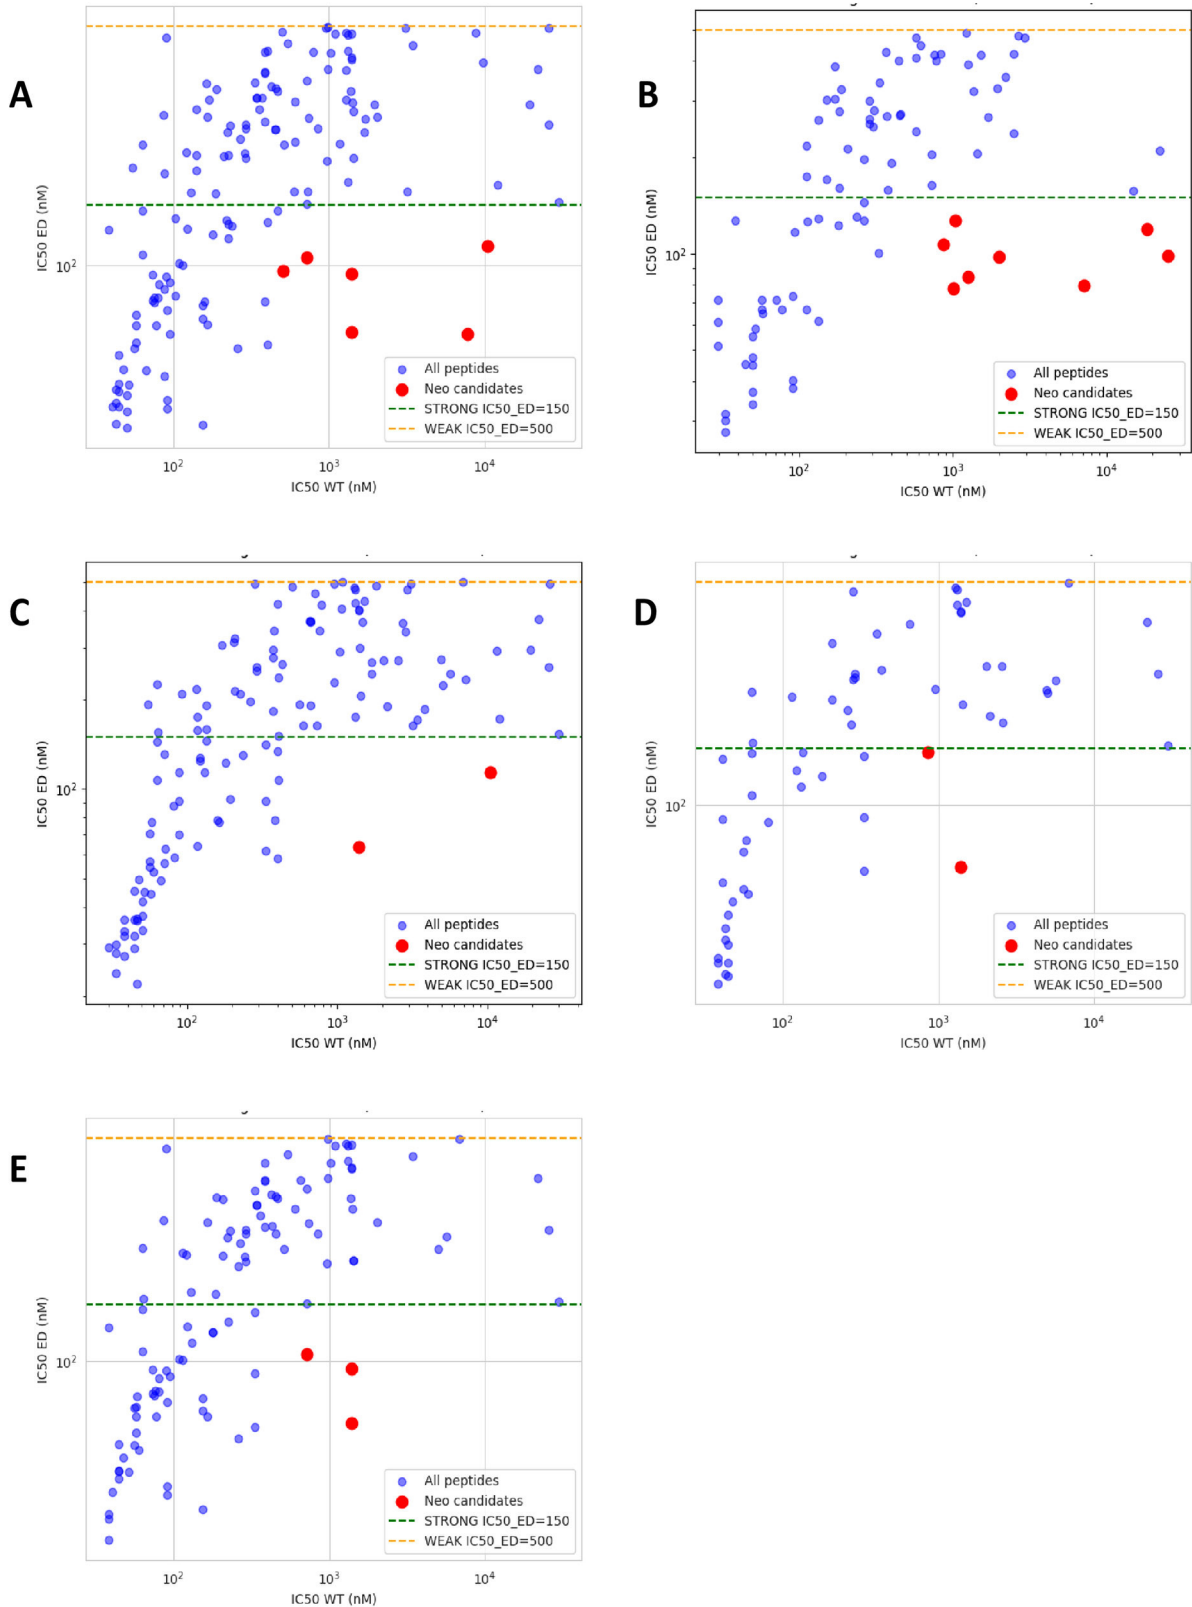 A
IC50 ED (nM)
10²
10² 10³ 10⁴
IC50 WT (nM)
All peptides
Neo candidates
STRONG IC50_ED=150
WEAK IC50_ED=500
B
IC50 ED (nM)
10²
10² 10³ 10⁴
IC50 WT (nM)
All peptides
Neo candidates
STRONG IC50_ED=150
WEAK IC50_ED=500
C
IC50 ED (nM)
10²
10² 10³ 10⁴
IC50 WT (nM)
All peptides
Neo candidates
STRONG IC50_ED=150
WEAK IC50_ED=500
D
IC50 ED (nM)
10²
10² 10³ 10⁴
IC50 WT (nM)
All peptides
Neo candidates
STRONG IC50_ED=150
WEAK IC50_ED=500
E
IC50 ED (nM)
10²
10² 10³ 10⁴
IC50 WT (nM)
All peptides
Neo candidates
STRONG IC50_ED=150
WEAK IC50_ED=500